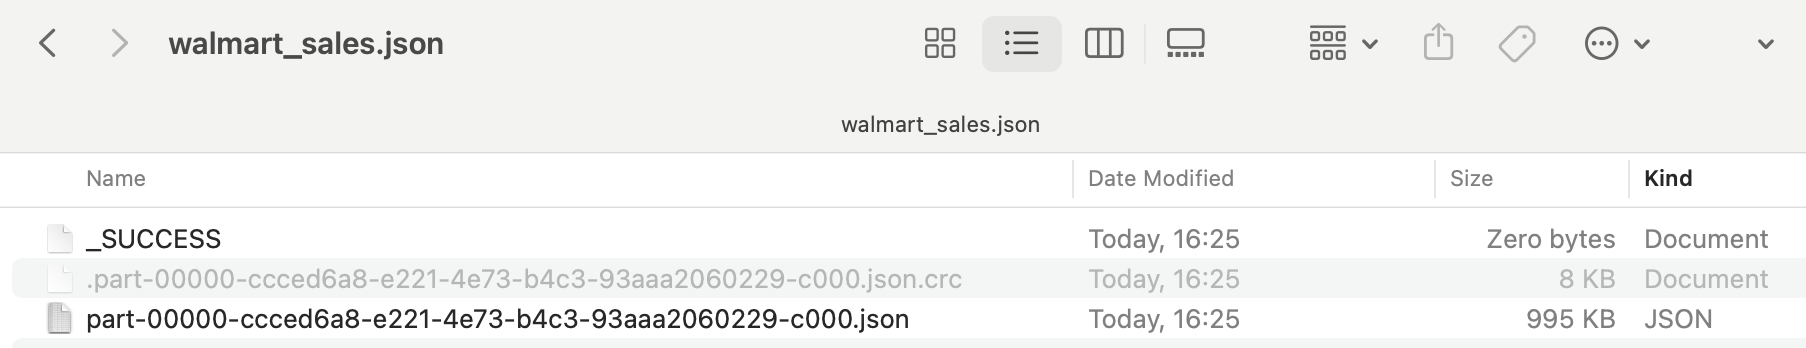 walmart_sales.json
walmart_sales.json
Name Date Modified Size Kind
_SUCCESS Today, 16:25 Zero bytes Document
.part-00000-ccced6a8-e221-4e73-b4c3-93aaa2060229-c000.json.crc Today, 16:25 8 KB Document
part-00000-ccced6a8-e221-4e73-b4c3-93aaa2060229-c000.json Today, 16:25 995 KB JSON